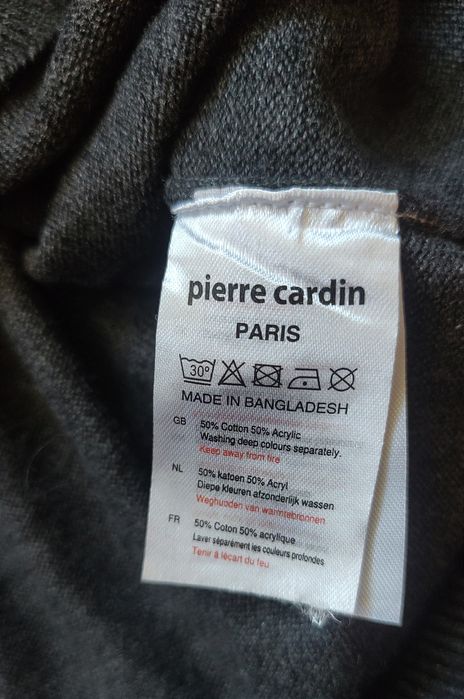 pierre cardin
PARIS
30°
MADE IN BANGLADESH
GB 50% Cotton 50% Acrylic
Washing deep colours separately.
Keep away from fire
NL 50% katoen 50% Acryl
Diepe kleuren afzonderlijk wassen
Weghouden van warmtebronnen
FR 50% Coton 50% acrylique
Laver séparément les couleurs profondes
Tenir à lécart du feu